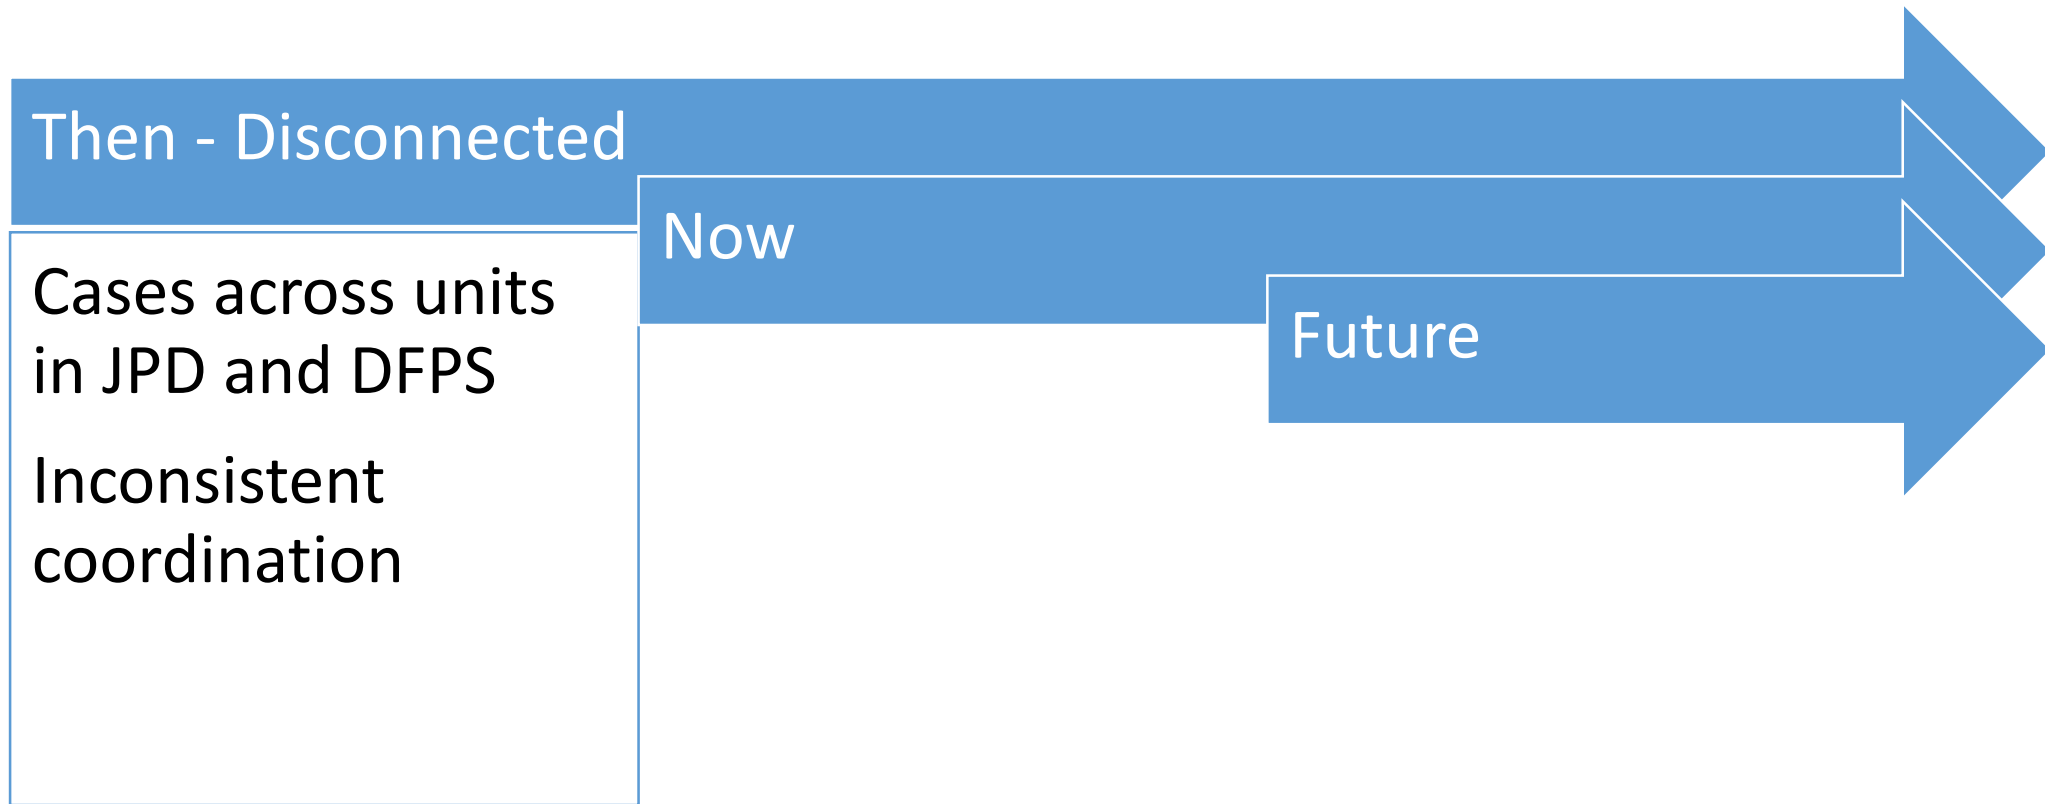 Then - Disconnected
Cases across units
in JPD and DFPS
Inconsistent
coordination
Now
Future